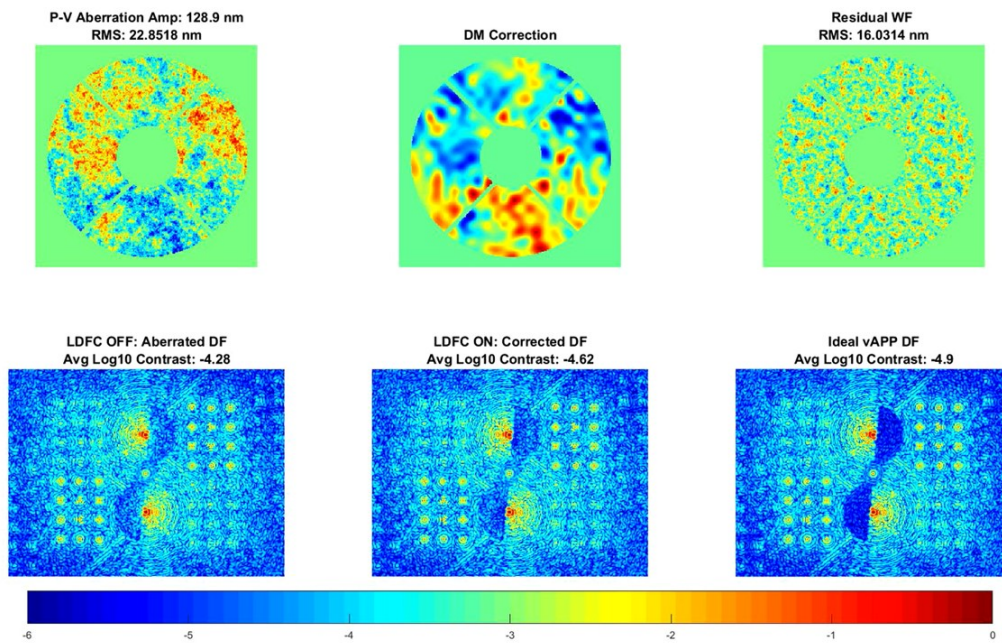 P-V Aberration Amp: 128.9 nm
RMS: 22.8518 nm
DM Correction
Residual WF
RMS: 16.0314 nm
LDFC OFF: Aberrated DF
Avg Log10 Contrast: -4.28
LDFC ON: Corrected DF
Avg Log10 Contrast: -4.62
Ideal vAPP DF
Avg Log10 Contrast: -4.9
-6 -5 -4 -3 -2 -1 0